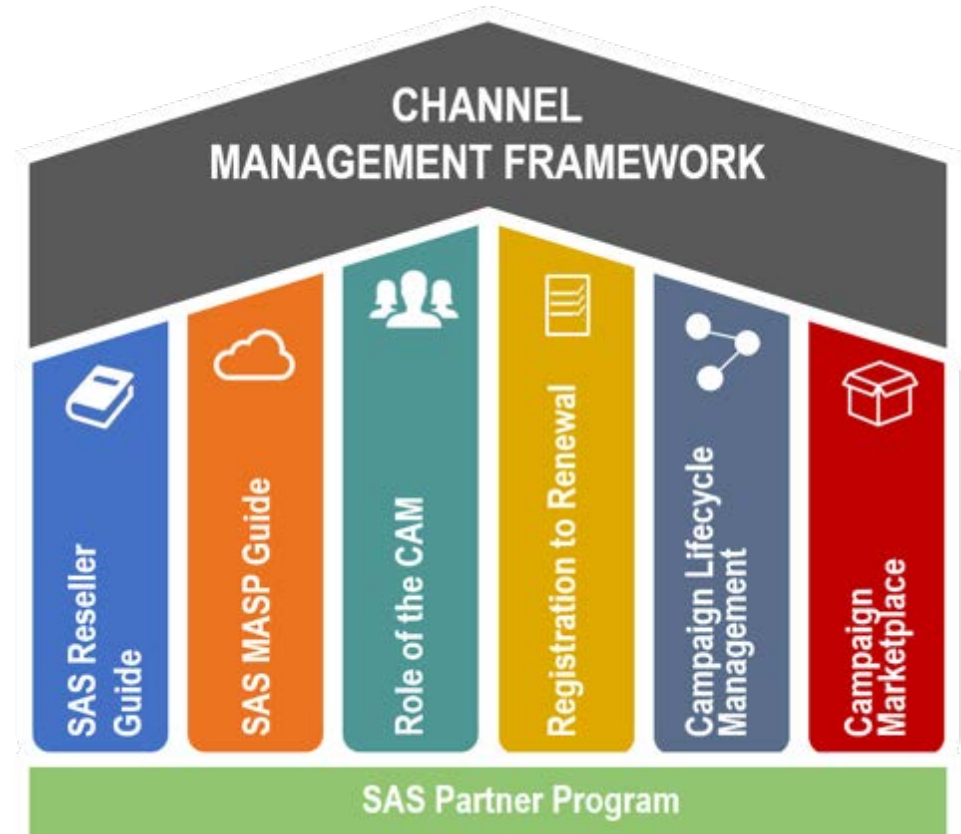 CHANNEL
MANAGEMENT FRAMEWORK
SAS Reseller
Guide
SAS MASP Guide
Role of the CAM
Registration to Renewal
Campaign Lifecycle
Management
Campaign
Marketplace
SAS Partner Program